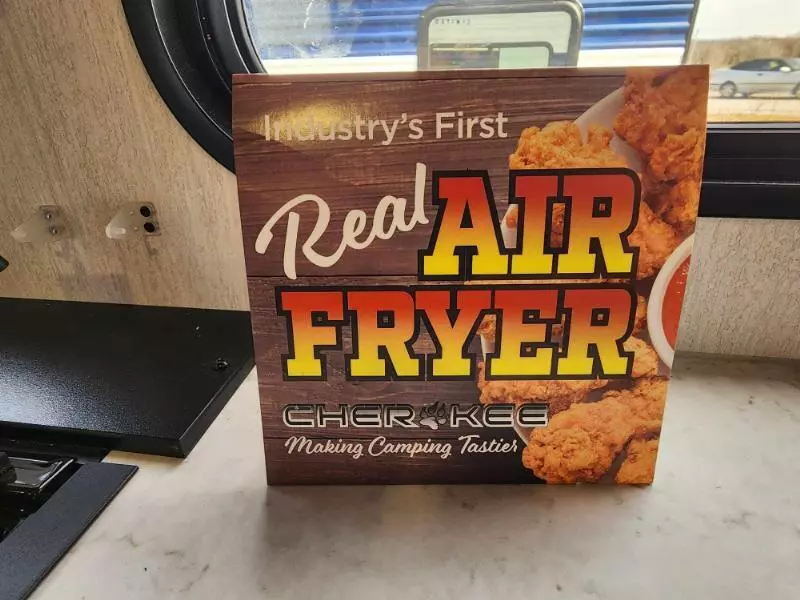 Industry's First
Real AIR
FRYER
CHEROKEE
Making Camping Tastier